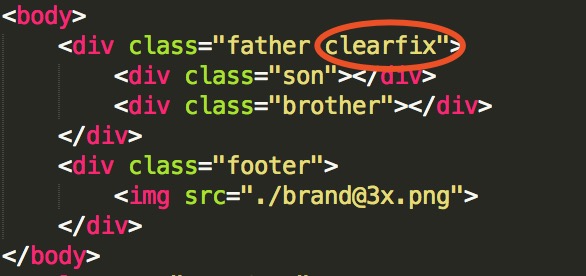 <body>
<div class="father clearfix">
<div class="son"></div>
<div class="brother"></div>
</div>
<div class="footer">
<img src="./brand@3x.png">
</div>
</body>